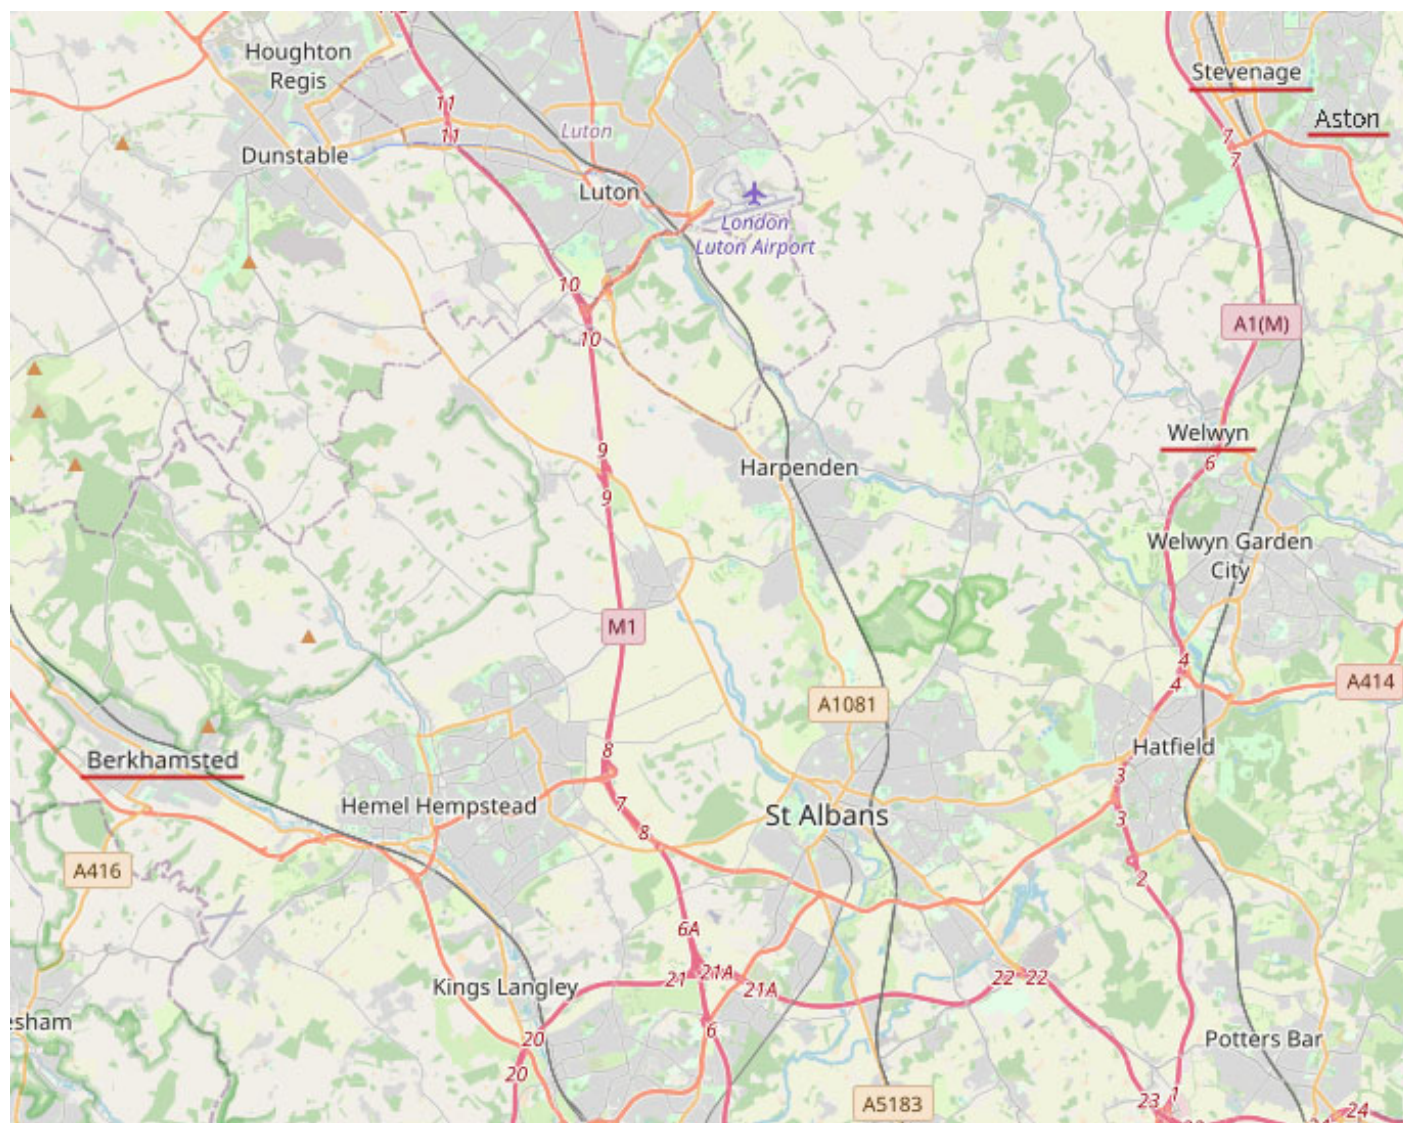 Houghton
Regis
Stevenage
11
Aston
11
Luton
7
Dunstable
7
Luton
London
Luton Airport
10
A1(M)
10
Welwyn
9
6
Harpenden
9
Welwyn Garden
City
M1
4
A414
4
A1081
8
Hatfield
Berkhamsted
3
Hemel Hempstead
7
St Albans
3
8
A416
2
6A
21
21A
22
22
Kings Langley
21A
esham
6
20
Potters Bar
20
1
A5183
23
24